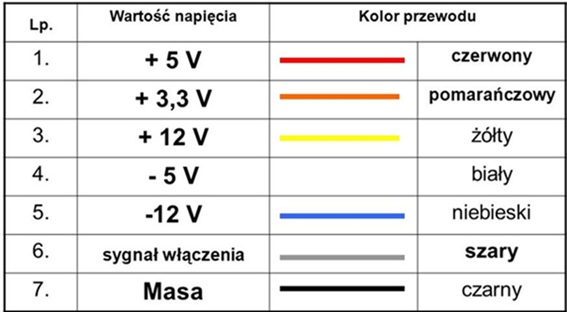 Lp. Wartość napięcia Kolor przewodu
1. + 5 V czerwony
2. + 3,3 V pomarańczowy
3. + 12 V żółty
4. - 5 V biały
5. -12 V niebieski
6. sygnał włączenia szary
7. Masa czarny